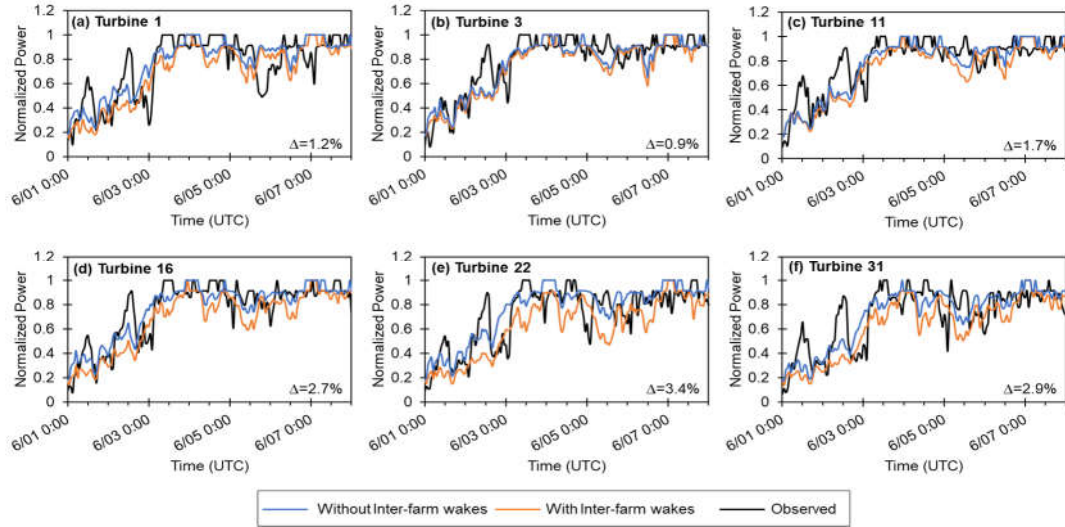 (a) Turbine 1
Normalized Power
1.2
1
0.8
0.6
0.4
0.2
0
Δ=1.2%
6/01 0:00
6/03 0:00
6/05 0:00
6/07 0:00
Time (UTC)
(b) Turbine 3
Normalized Power
1.2
1
0.8
0.6
0.4
0.2
0
Δ=0.9%
6/01 0:00
6/03 0:00
6/05 0:00
6/07 0:00
Time (UTC)
(c) Turbine 11
Normalized Power
1.2
1
0.8
0.6
0.4
0.2
0
Δ=1.7%
6/01 0:00
6/03 0:00
6/05 0:00
6/07 0:00
Time (UTC)
(d) Turbine 16
Normalized Power
1.2
1
0.8
0.6
0.4
0.2
0
Δ=2.7%
6/01 0:00
6/03 0:00
6/05 0:00
6/07 0:00
Time (UTC)
(e) Turbine 22
Normalized Power
1.2
1
0.8
0.6
0.4
0.2
0
Δ=3.4%
6/01 0:00
6/03 0:00
6/05 0:00
6/07 0:00
Time (UTC)
(f) Turbine 31
Normalized Power
1.2
1
0.8
0.6
0.4
0.2
0
Δ=2.9%
6/01 0:00
6/03 0:00
6/05 0:00
6/07 0:00
Time (UTC)
Without Inter-farm wakes
With Inter-farm wakes
Observed